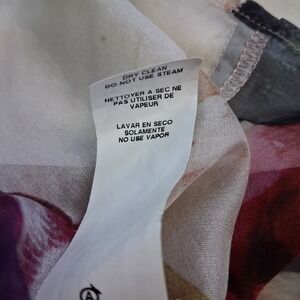 DRY CLEAN
DO NOT USE STEAM
NETTOYER A SEC NE
PAS UTILISER DE
VAPEUR
LAVAR EN SECO
SOLAMENTE
NO USE VAPOR
A